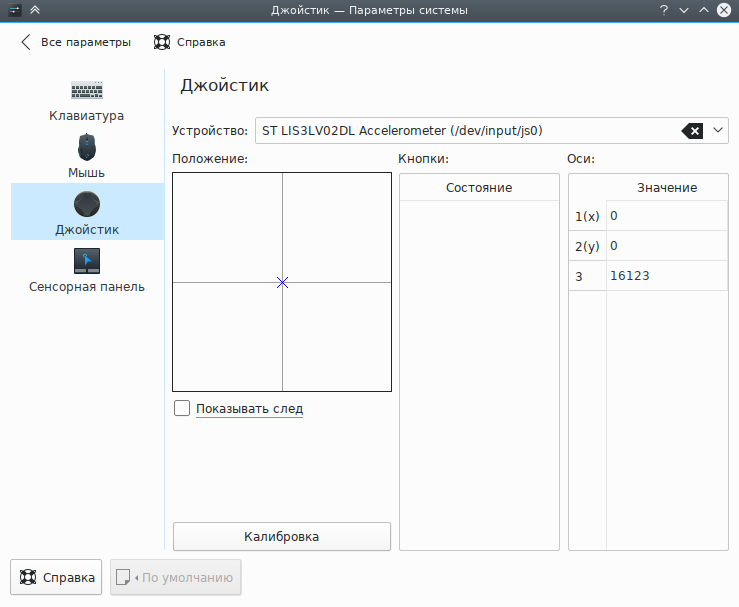 Джойстик — Параметры системы
?
Все параметры Справка
Клавиатура
Мышь
Джойстик
Сенсорная панель
Джойстик
Устройство: ST LIS3LV02DL Accelerometer (/dev/input/js0)
Положение: Кнопки: Оси:
Состояние Значение
1(x) 0
2(y) 0
3 16123
Показывать след
Калибровка
Справка По умолчанию